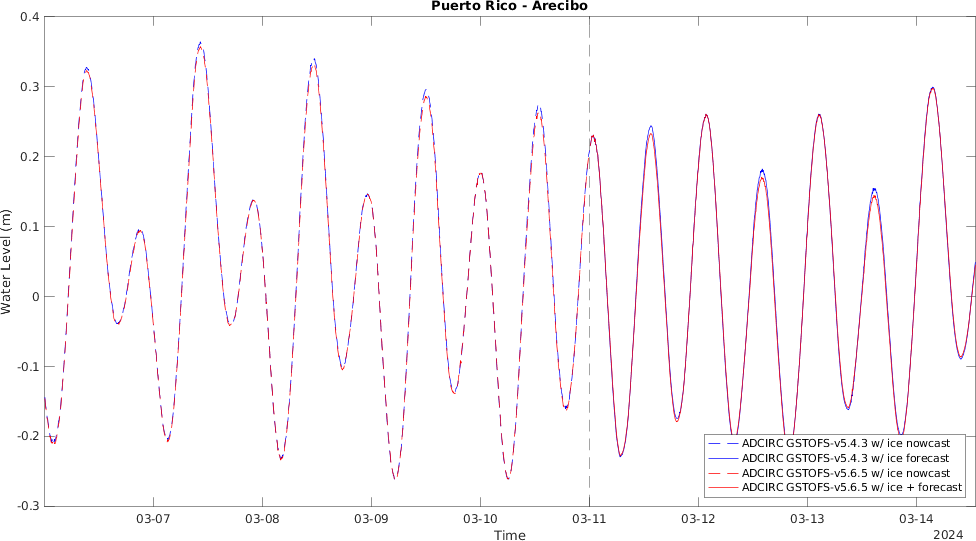 Puerto Rico - Arecibo
0.4
0.3
0.2
0.1
0
-0.1
-0.2
-0.3
Water Level (m)
ADCIRC GSTOFS-v5.4.3 w/ ice nowcast
ADCIRC GSTOFS-v5.4.3 w/ ice forecast
ADCIRC GSTOFS-v5.6.5 w/ ice nowcast
ADCIRC GSTOFS-v5.6.5 w/ ice + forecast
03-07 03-08 03-09 03-10 03-11 03-12 03-13 03-14
Time
2024